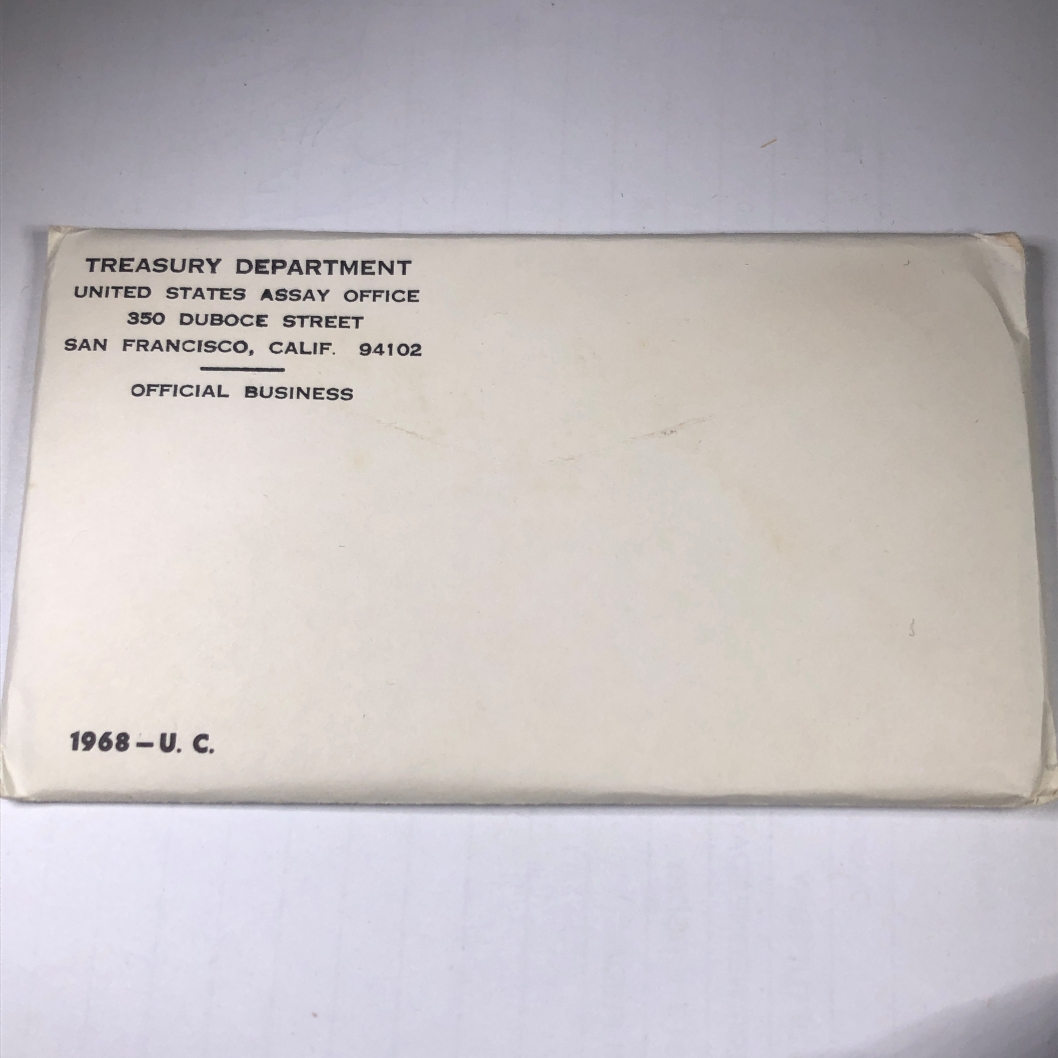 TREASURY DEPARTMENT
UNITED STATES ASSAY OFFICE
350 DUBOCE STREET
SAN FRANCISCO, CALIF. 94102
OFFICIAL BUSINESS
1968 – U. C.